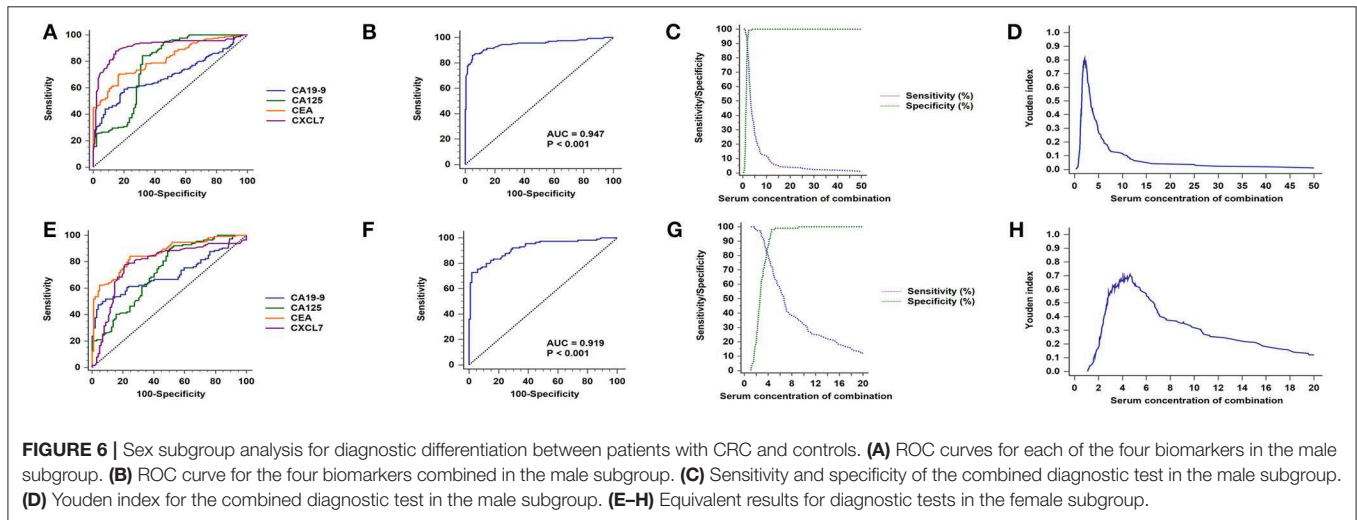 A
Sensitivity
100
80
60
40
20
0
0 20 40 60 80 100
100-Specificity
CA19-9
CA125
CEA
CXCL7
B
Sensitivity
100
80
60
40
20
0
AUC = 0.947
P < 0.001
0 20 40 60 80 100
100-Specificity
C
Sensitivity/Specificity
100
90
80
70
60
50
40
30
20
10
0
0 10 20 30 40 50
Serum concentration of combination
Sensitivity (%)
Specificity (%)
D
Youden index
1.0
0.9
0.8
0.7
0.6
0.5
0.4
0.3
0.2
0.1
0.0
0 5 10 15 20 25 30 35 40 45 50
Serum concentration of combination
E
Sensitivity
100
80
60
40
20
0
0 20 40 60 80 100
100-Specificity
CA19-9
CA125
CEA
CXCL7
F
Sensitivity
100
80
60
40
20
0
AUC = 0.919
P < 0.001
0 20 40 60 80 100
100-Specificity
G
Sensitivity/Specificity
100
90
80
70
60
50
40
30
20
10
0
0 4 8 12 16 20
Serum concentration of combination
Sensitivity (%)
Specificity (%)
H
Youden index
1.0
0.9
0.8
0.7
0.6
0.5
0.4
0.3
0.2
0.1
0.0
0 2 4 6 8 10 12 14 16 18 20
Serum concentration of combination
FIGURE 6 | Sex subgroup analysis for diagnostic differentiation between patients with CRC and controls. (A) ROC curves for each of the four biomarkers in the male
subgroup. (B) ROC curve for the four biomarkers combined in the male subgroup. (C) Sensitivity and specificity of the combined diagnostic test in the male subgroup.
(D) Youden index for the combined diagnostic test in the male subgroup. (E–H) Equivalent results for diagnostic tests in the female subgroup.